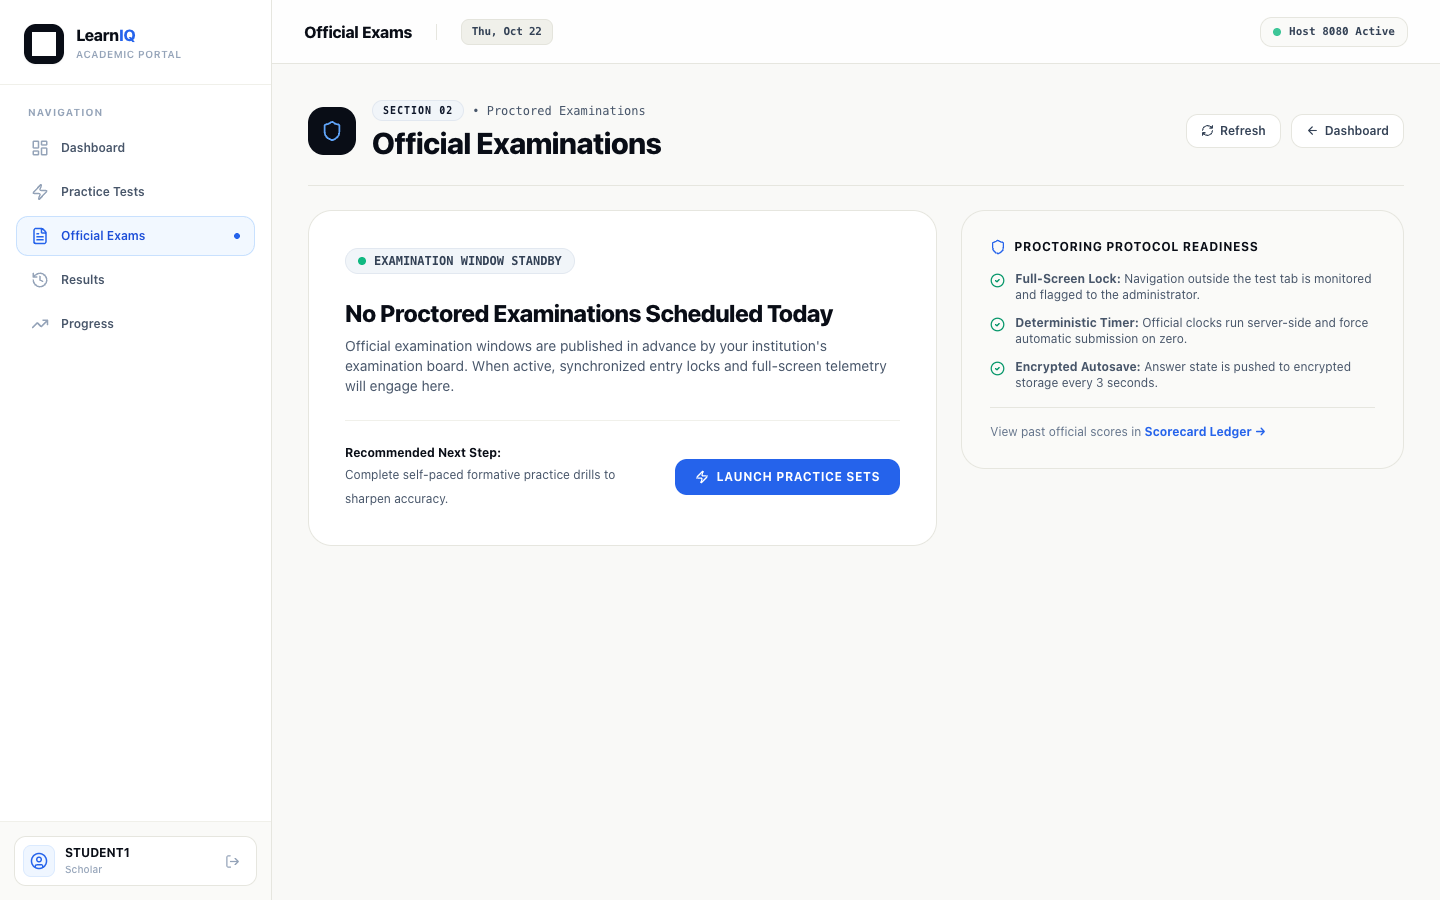 LearnIQ
ACADEMIC PORTAL
NAVIGATION
Dashboard
Practice Tests
Official Exams
Results
Progress
STUDENT1
Scholar
Official Exams
Thu, Oct 22
Host 8080 Active
SECTION 02 • Proctored Examinations
Official Examinations
Refresh
← Dashboard
EXAMINATION WINDOW STANDBY
No Proctored Examinations Scheduled Today
Official examination windows are published in advance by your institution's
examination board. When active, synchronized entry locks and full-screen telemetry
will engage here.
Recommended Next Step:
Complete self-paced formative practice drills to
sharpen accuracy.
LAUNCH PRACTICE SETS
PROCTORING PROTOCOL READINESS
Full-Screen Lock: Navigation outside the test tab is monitored
and flagged to the administrator.
Deterministic Timer: Official clocks run server-side and force
automatic submission on zero.
Encrypted Autosave: Answer state is pushed to encrypted
storage every 3 seconds.
View past official scores in Scorecard Ledger →